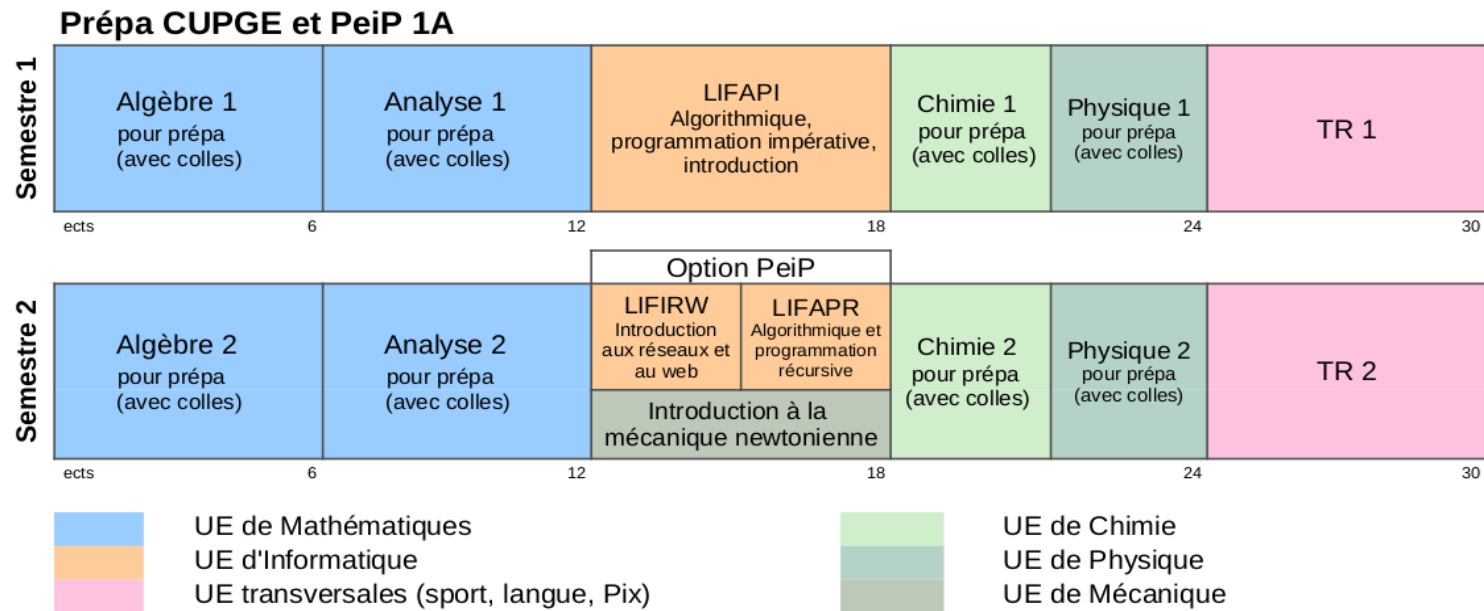 Prépa CUPGE et PeiP 1A
Semestre 1
Algèbre 1
pour prépa
(avec colles)
Analyse 1
pour prépa
(avec colles)
LIFAPI
Algorithmique,
programmation impérative,
introduction
Chimie 1
pour prépa
(avec colles)
Physique 1
pour prépa
(avec colles)
TR 1
ects
6
12
18
24
30
Semestre 2
Algèbre 2
pour prépa
(avec colles)
Analyse 2
pour prépa
(avec colles)
Option PeiP
LIFIRW
Introduction
aux réseaux et
au web
LIFAPR
Algorithmique et
programmation
récursive
Introduction à la
mécanique newtonienne
Chimie 2
pour prépa
(avec colles)
Physique 2
pour prépa
(avec colles)
TR 2
ects
6
12
18
24
30
UE de Mathématiques
UE d'Informatique
UE transversales (sport, langue, Pix)
UE de Chimie
UE de Physique
UE de Mécanique